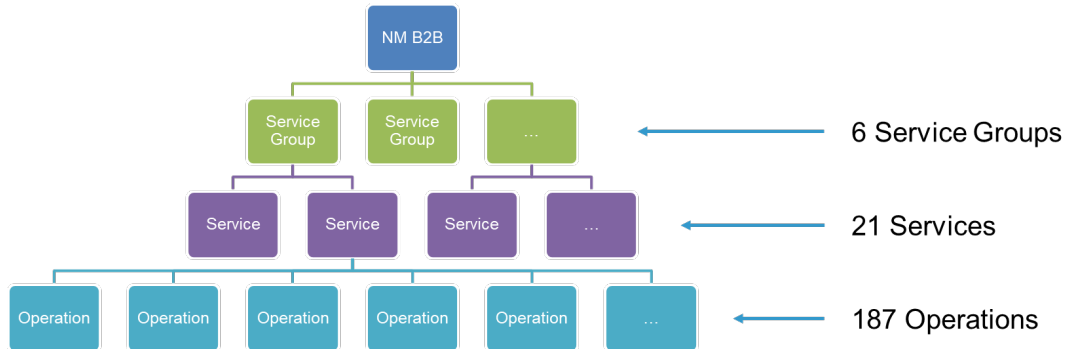 NM B2B
Service
Group
Service
Group
...
6 Service Groups
Service
Service
Service
...
21 Services
Operation
Operation
Operation
Operation
Operation
...
187 Operations